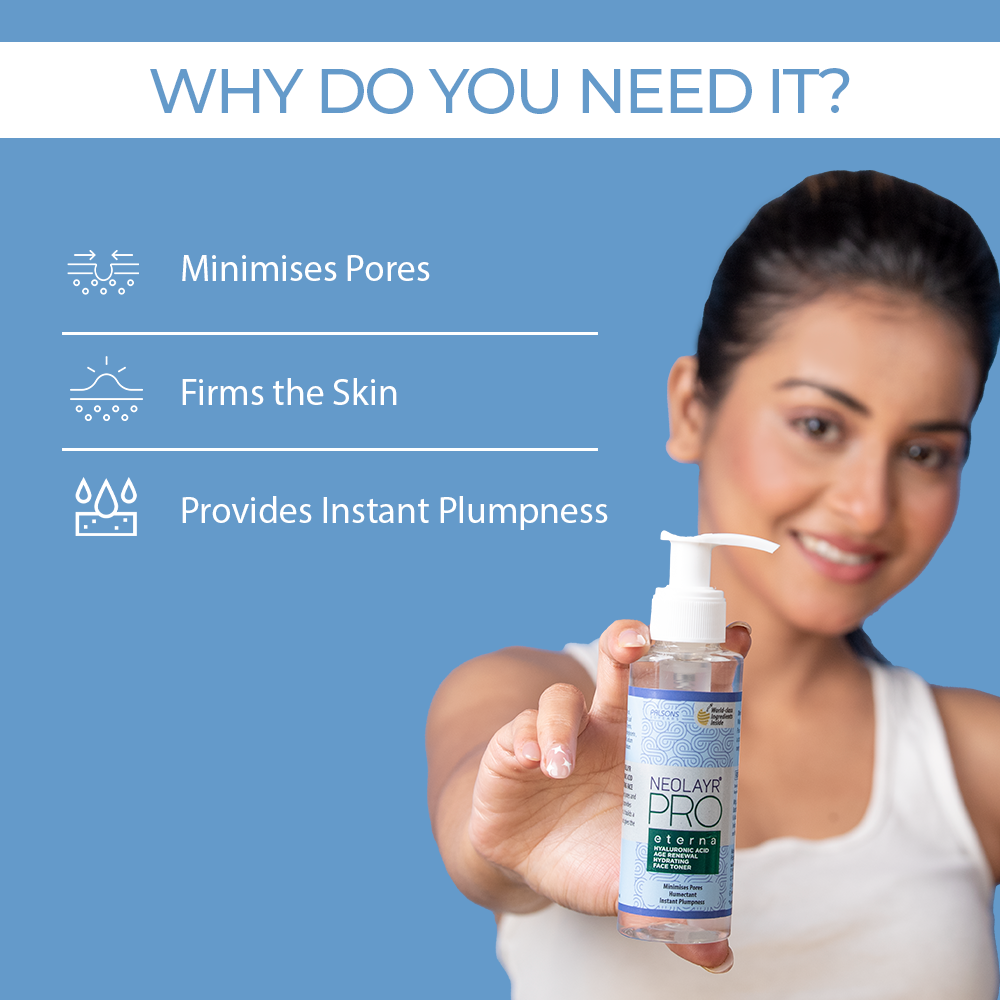 WHY DO YOU NEED IT?
Minimises Pores
Firms the Skin
Provides Instant Plumpness
PALSONS
World-class
Ingredients
inside
NEOLAYR®
PRO
eterna
HYALURONIC ACID
AGE RENEWAL
HYDRATING
FACE TONER
Minimises Pores
Humectant
Instant Plumpness